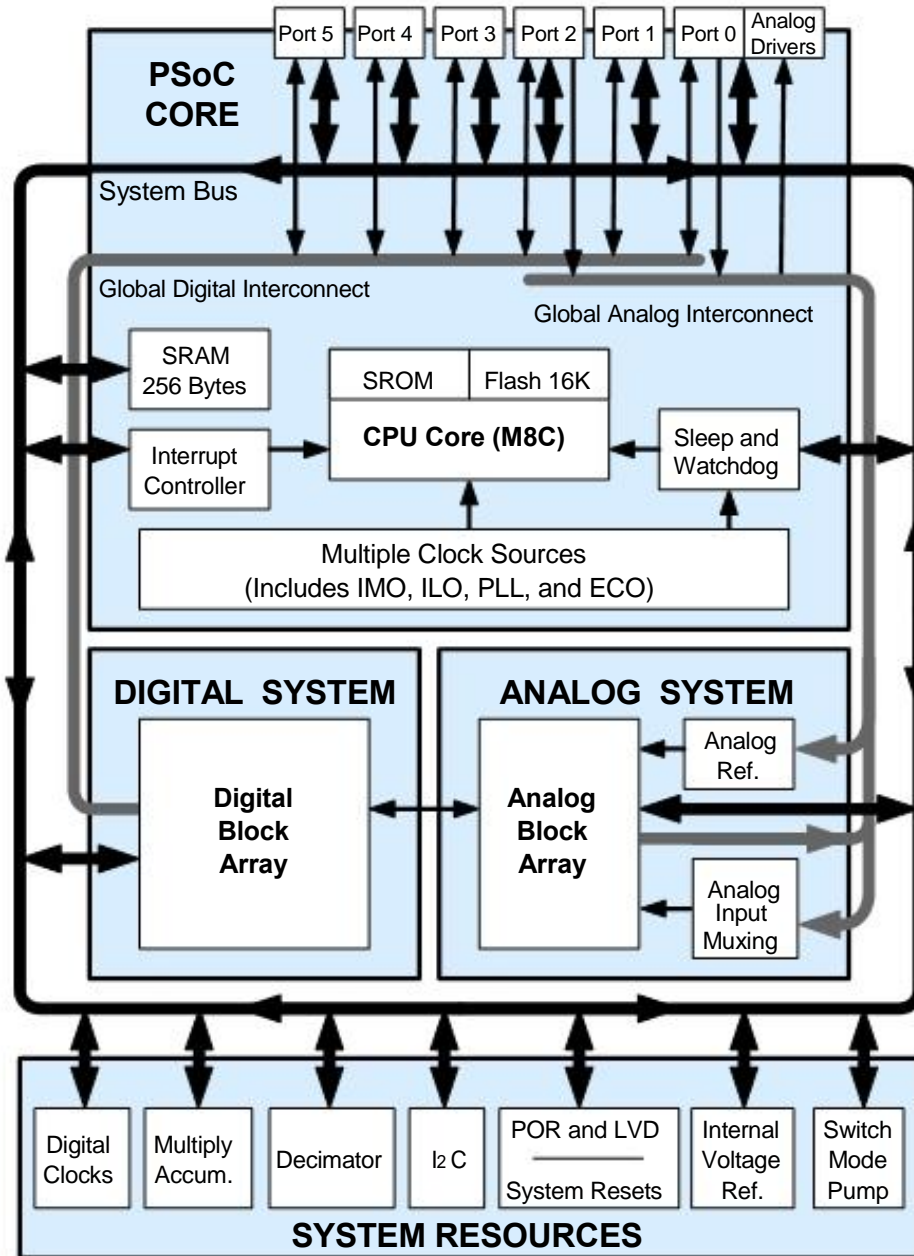 Port 5
Port 4
Port 3
Port 2
Port 1
Port 0
Analog
Drivers
PSoC
CORE
System Bus
Global Digital Interconnect
Global Analog Interconnect
SRAM
256 Bytes
SROM
Flash 16K
CPU Core (M8C)
Interrupt
Controller
Sleep and
Watchdog
Multiple Clock Sources
(Includes IMO, ILO, PLL, and ECO)
DIGITAL SYSTEM
ANALOG SYSTEM
Digital
Block
Array
Analog
Block
Array
Analog
Ref.
Analog
Input
Muxing
Digital
Clocks
Multiply
Accum.
Decimator
I2 C
POR and LVD
System Resets
Internal
Voltage
Ref.
Switch
Mode
Pump
SYSTEM RESOURCES